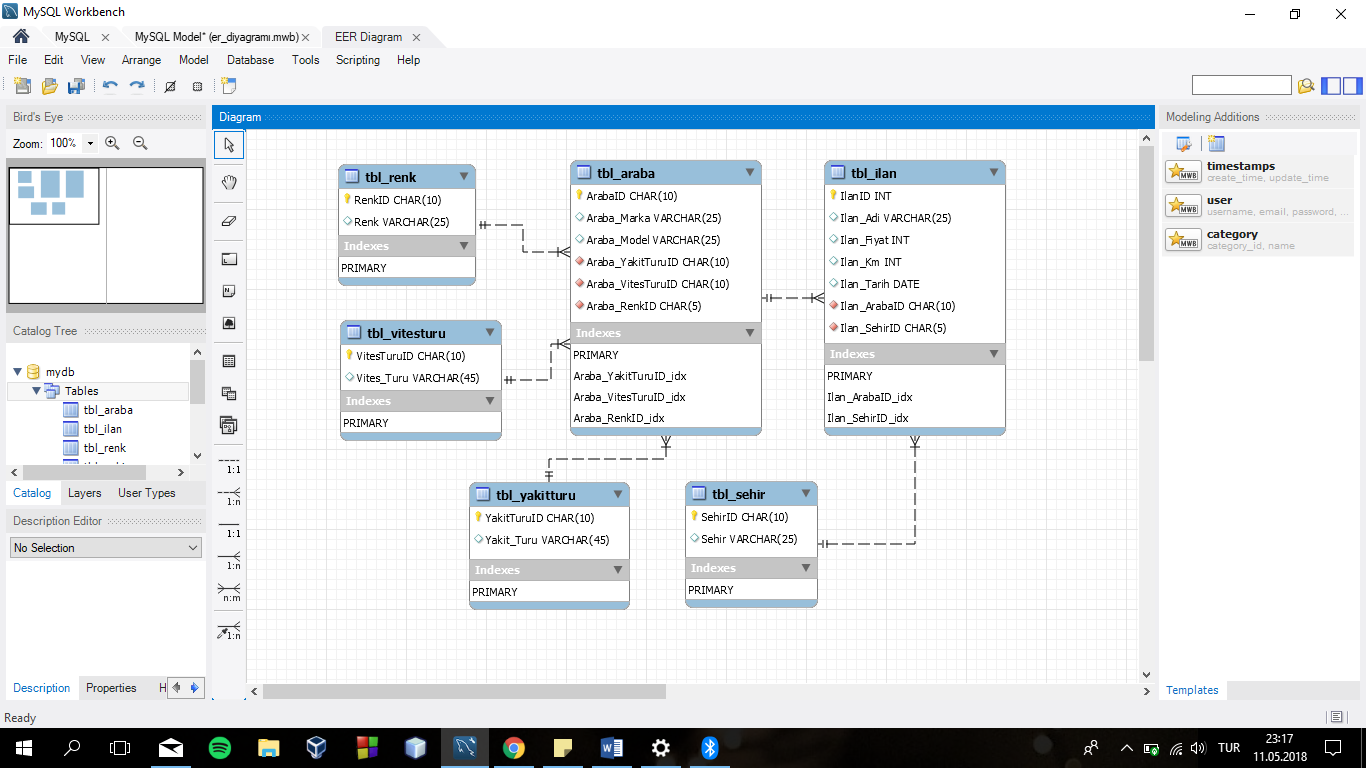 MySQL Workbench
MySQL
MySQL Model* (er_diyagramı.mwb)
EER Diagram
File Edit View Arrange Model Database Tools Scripting Help
Bird's Eye
Zoom: 100%
Catalog Tree
mydb
Tables
tbl_araba
tbl_ilan
tbl_renk
Catalog Layers User Types
Description Editor
No Selection
Description Properties H
Diagram
1:1
1:n
1:1
1:n
n:m
1:n
tbl_renk
RenkID CHAR(10)
Renk VARCHAR(25)
Indexes
PRIMARY
tbl_vitesturu
VitesTuruID CHAR(10)
Vites_Turu VARCHAR(45)
Indexes
PRIMARY
tbl_araba
ArabaID CHAR(10)
Araba_Marka VARCHAR(25)
Araba_Model VARCHAR(25)
Araba_YakitTuruID CHAR(10)
Araba_VitesTuruID CHAR(10)
Araba_RenkID CHAR(5)
Indexes
PRIMARY
Araba_YakitTuruID_idx
Araba_VitesTuruID_idx
Araba_RenkID_idx
tbl_ilan
IlanID INT
Ilan_Adi VARCHAR(25)
Ilan_Fiyat INT
Ilan_Km INT
Ilan_Tarih DATE
Ilan_ArabaID CHAR(10)
Ilan_SehirID CHAR(5)
Indexes
PRIMARY
Ilan_ArabaID_idx
Ilan_SehirID_idx
tbl_yakitturu
YakitTuruID CHAR(10)
Yakit_Turu VARCHAR(45)
Indexes
PRIMARY
tbl_sehir
SehirID CHAR(10)
Sehir VARCHAR(25)
Indexes
PRIMARY
Modeling Additions
MWB
timestamps
create_time, update_time
MWB
user
username, email, password, ...
MWB
category
category_id, name
Templates
Ready
TUR
23:17
11.05.2018